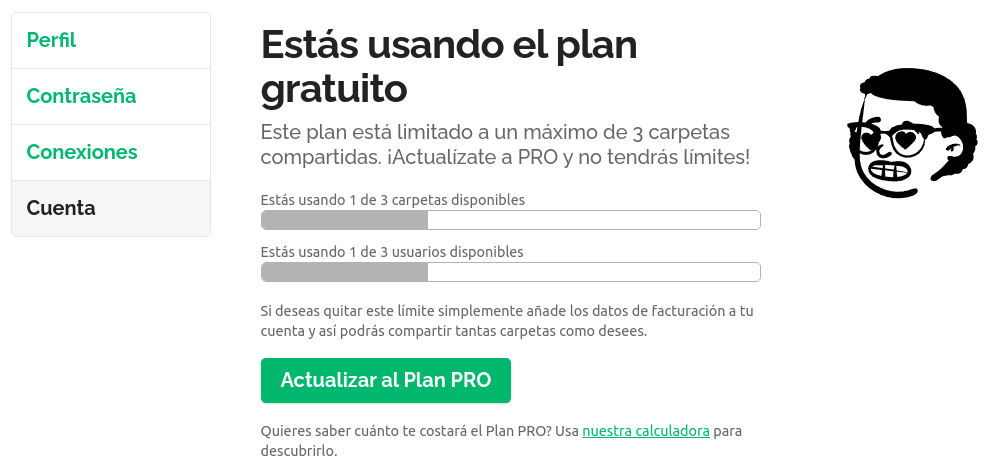 Perfil
Contraseña
Conexiones
Cuenta
Estás usando el plan
gratuito
Este plan está limitado a un máximo de 3 carpetas
compartidas. ¡Actualízate a PRO y no tendrás límites!
Estás usando 1 de 3 carpetas disponibles
Estás usando 1 de 3 usuarios disponibles
Si deseas quitar este límite simplemente añade los datos de facturación a tu
cuenta y así podrás compartir tantas carpetas como desees.
Actualizar al Plan PRO
Quieres saber cuánto te costará el Plan PRO? Usa nuestra calculadora para
descubrirlo.